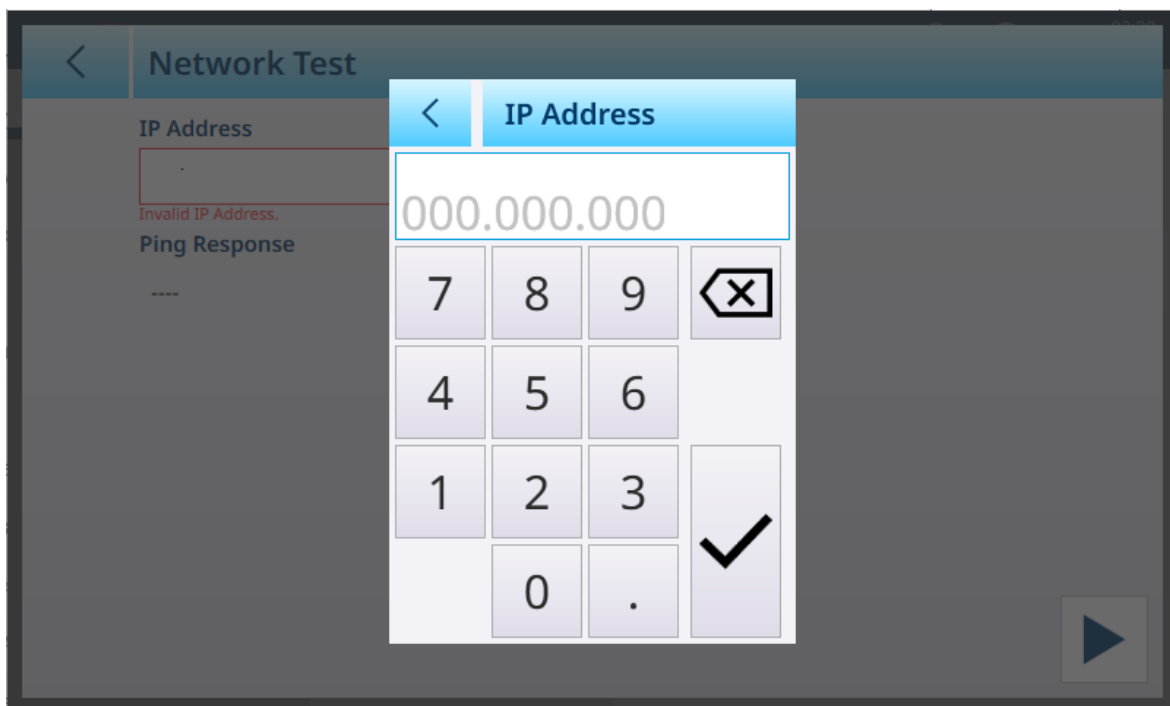 Network Test
IP Address
.
Invalid IP Address.
Ping Response
----
IP Address
000.000.000
7 8 9
4 5 6
1 2 3
0 .